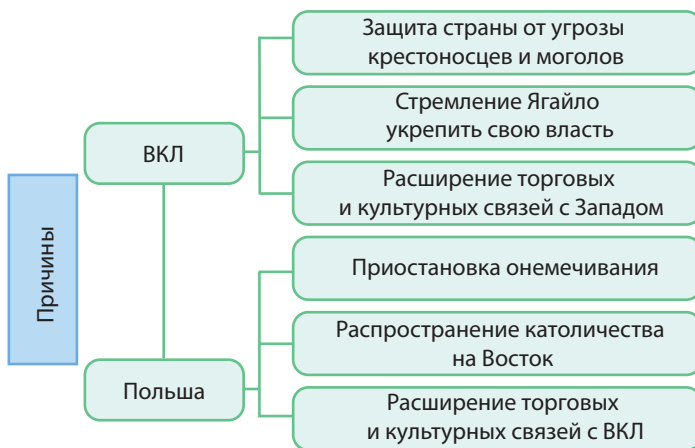 Причины
ВКЛ
Защита страны от угрозы
крестоносцев и моголов
Стремление Ягайло
укрепить свою власть
Расширение торговых
и культурных связей с Западом
Польша
Приостановка онемечивания
Распространение католичества
на Восток
Расширение торговых
и культурных связей с ВКЛ